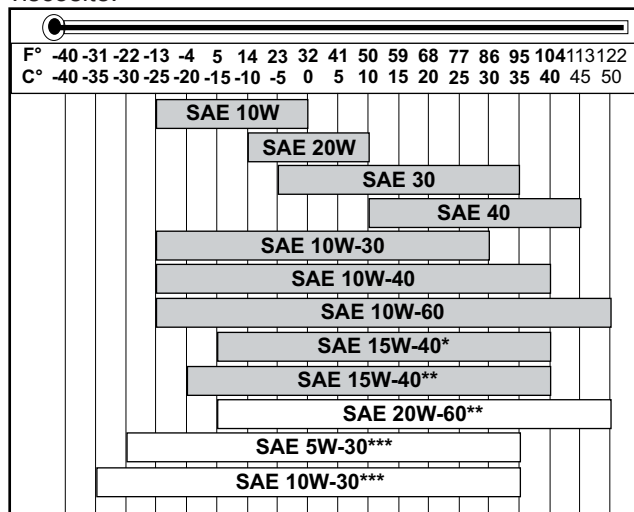 F° -40 -31 -22 -13 -4 5 14 23 32 41 50 59 68 77 86 95 104 113 122
C° -40 -35 -30 -25 -20 -15 -10 -5 0 5 10 15 20 25 30 35 40 45 50
SAE 10W
SAE 20W
SAE 30
SAE 40
SAE 10W-30
SAE 10W-40
SAE 10W-60
SAE 15W-40*
SAE 15W-40**
SAE 20W-60**
SAE 5W-30***
SAE 10W-30***